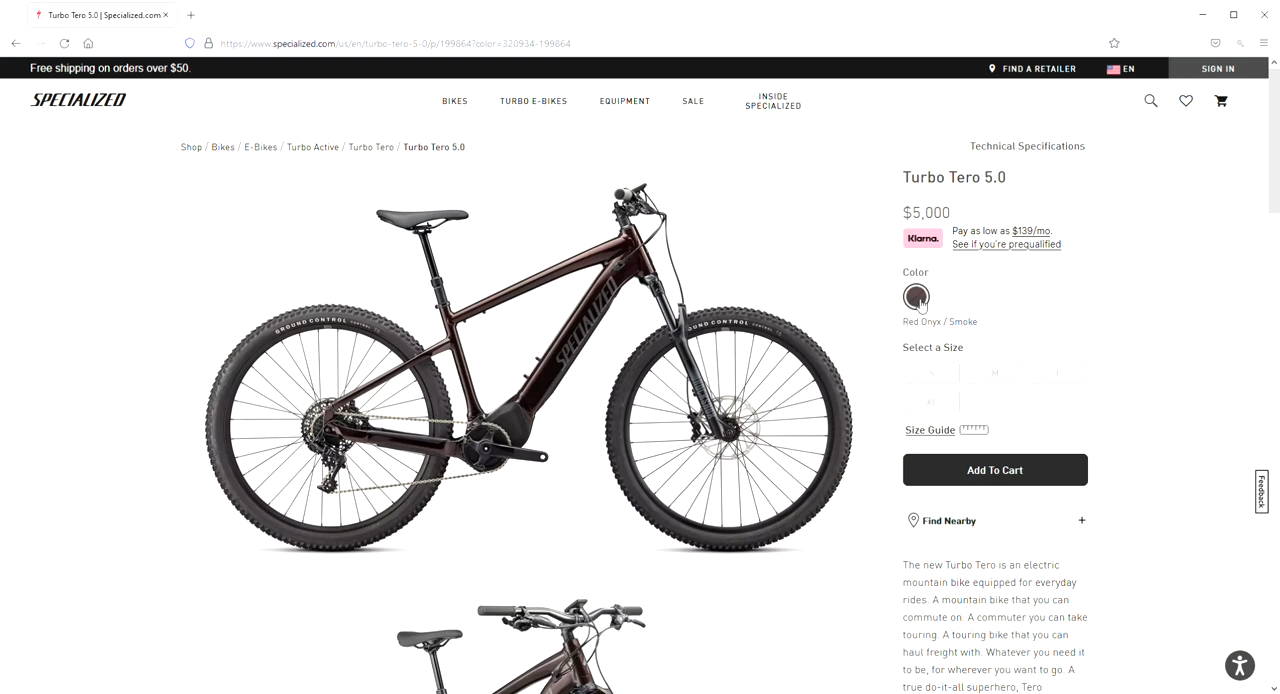 Turbo Tero 5.0 | Specialized.com
https://www.specialized.com/us/en/turbo-tero-5-0/p/199864?color=320934-199864
Free shipping on orders over $50.
FIND A RETAILER
EN
SIGN IN
SPECIALIZED
BIKES
TURBO E-BIKES
EQUIPMENT
SALE
INSIDE
SPECIALIZED
Shop / Bikes / E-Bikes / Turbo Active / Turbo Tero / Turbo Tero 5.0
Technical Specifications
Turbo Tero 5.0
$5,000
Klarna.
Pay as low as $139/mo.
See if you're prequalified
Color
Red Onyx / Smoke
Select a Size
M
Size Guide
Add To Cart
Find Nearby
+
The new Turbo Tero is an electric
mountain bike equipped for everyday
rides. A mountain bike that you can
commute on. A commuter you can take
touring. A touring bike that you can
haul freight with. Whatever you need it
to be, for wherever you want to go. A
true do-it-all superhero, Tero
Feedback
GROUND CONTROL
GROUND CONTROL
SPECIALIZED